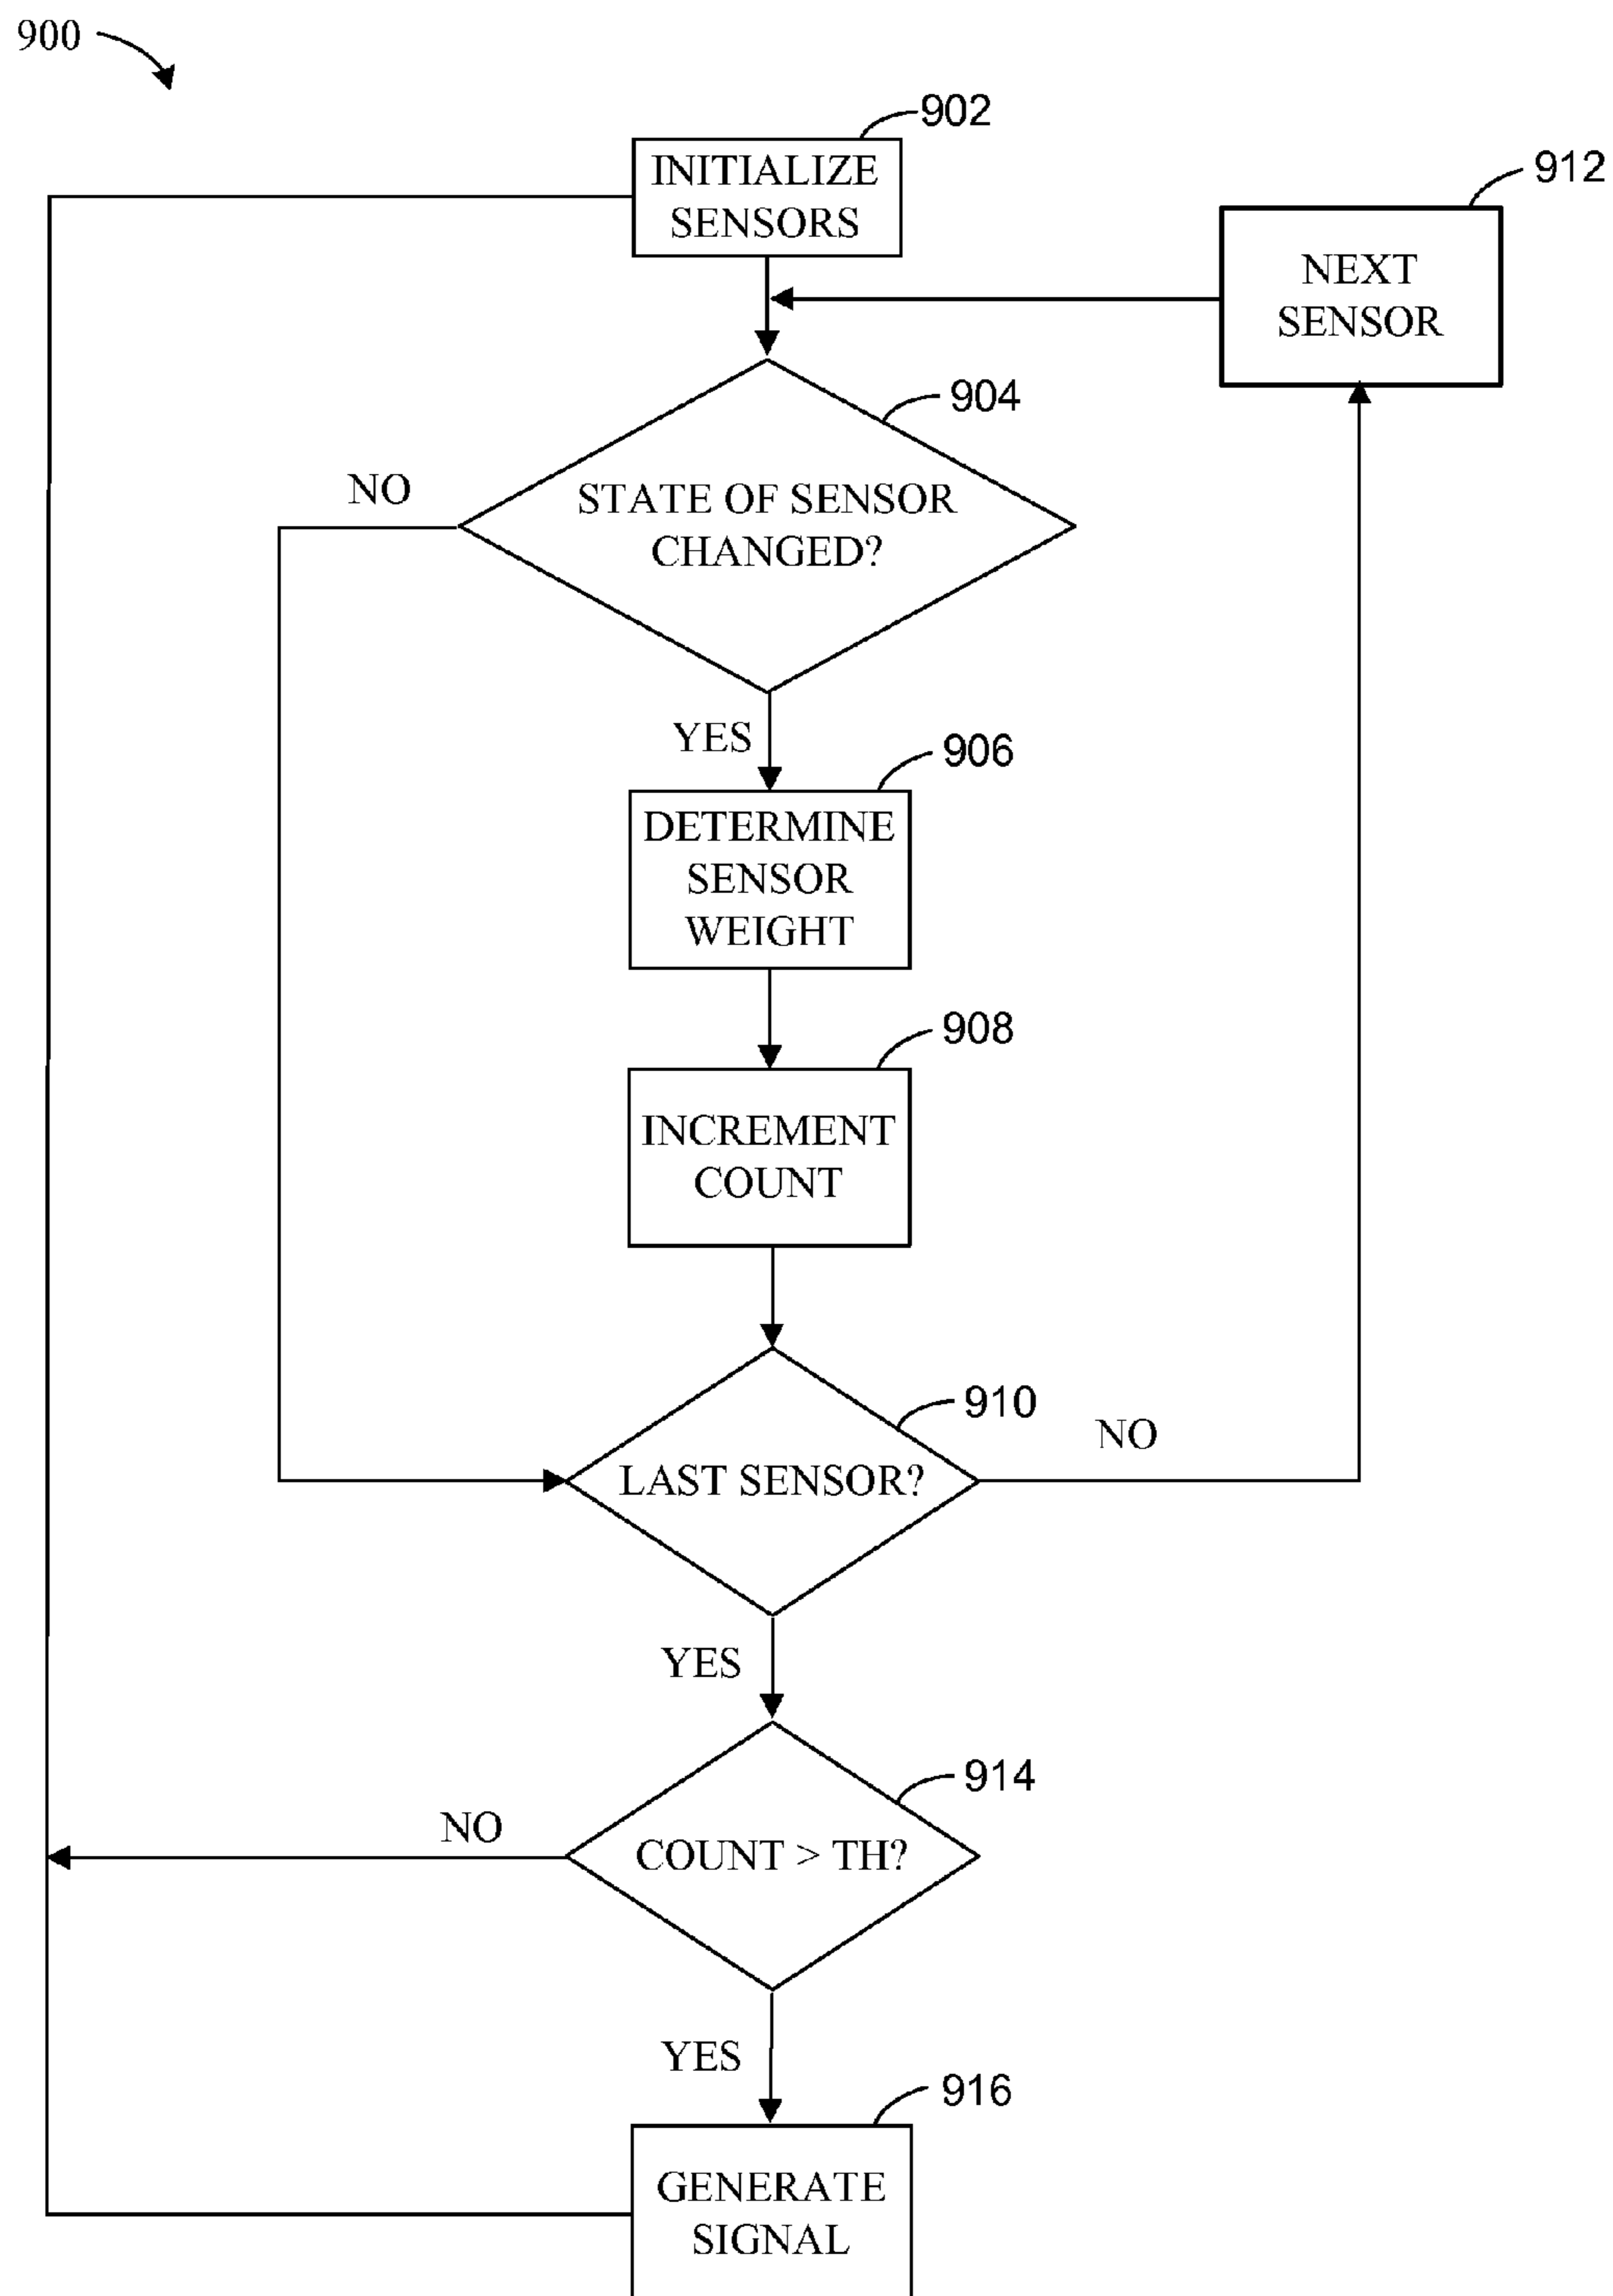 900
902
INITIALIZE
SENSORS
912
NEXT
SENSOR
904
STATE OF SENSOR
CHANGED?
NO
YES
906
DETERMINE
SENSOR
WEIGHT
908
INCREMENT
COUNT
910
LAST SENSOR?
NO
YES
914
COUNT > TH?
NO
YES
916
GENERATE
SIGNAL